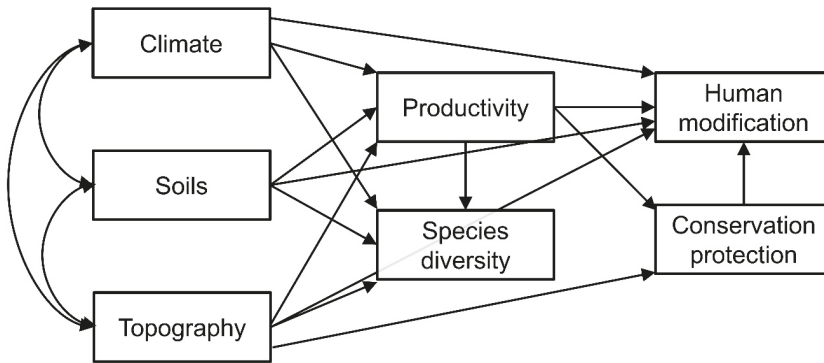 Climate
Soils
Topography
Productivity
Species
diversity
Human
modification
Conservation
protection